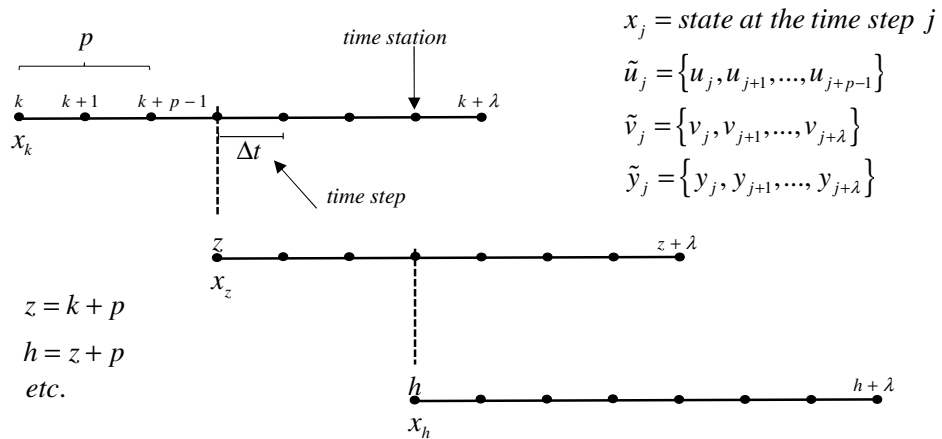 x_j = state at the time step j
p
time station
ũ_j = {u_j, u_{j+1}, ..., u_{j+p−1}}
k
k + 1
k + p − 1
k + λ
x_k
Δt
ṽ_j = {v_j, v_{j+1}, ..., v_{j+λ}}
ỹ_j = {y_j, y_{j+1}, ..., y_{j+λ}}
time step
z
z + λ
x_z
z = k + p
h = z + p
etc.
h
h + λ
x_h